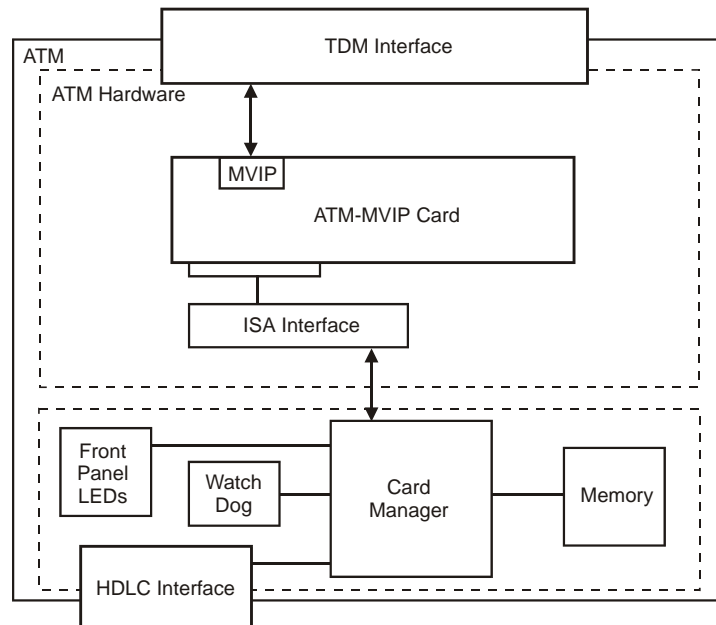 TDM Interface
ATM
ATM Hardware
MVIP
ATM-MVIP Card
ISA Interface
Front
Panel
LEDs
Watch
Dog
Card
Manager
Memory
HDLC Interface